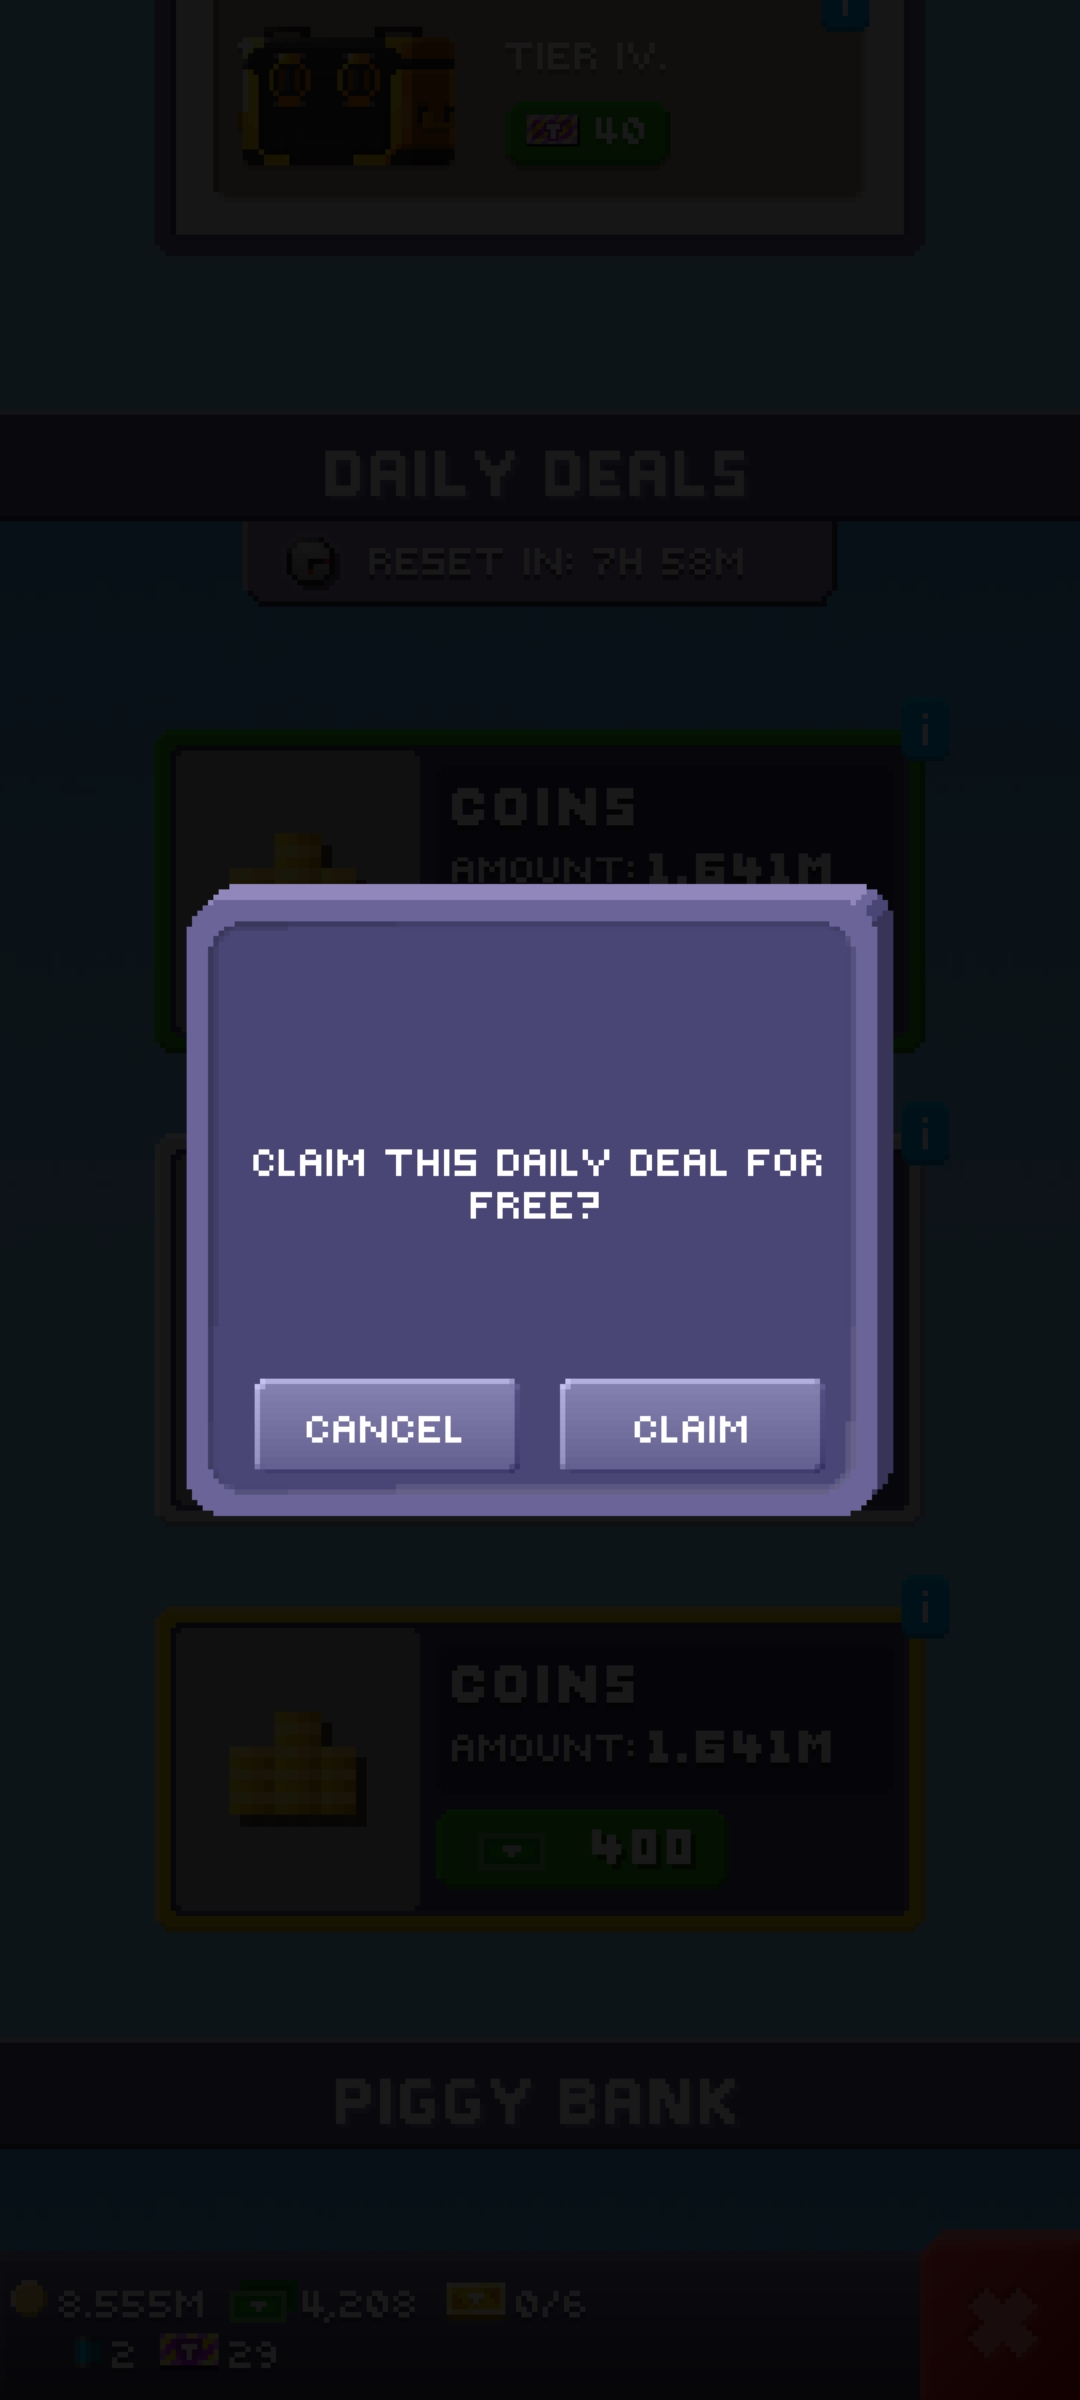 TIER IV.
40
DAILY DEALS
RESET IN: 7H 58M
i
COINS
AMOUNT: 1.641M
CLAIM THIS DAILY DEAL FOR
FREE?
i
CANCEL
CLAIM
i
COINS
AMOUNT: 1.641M
400
PIGGY BANK
8.555M 4,208 0/6
2 T 29